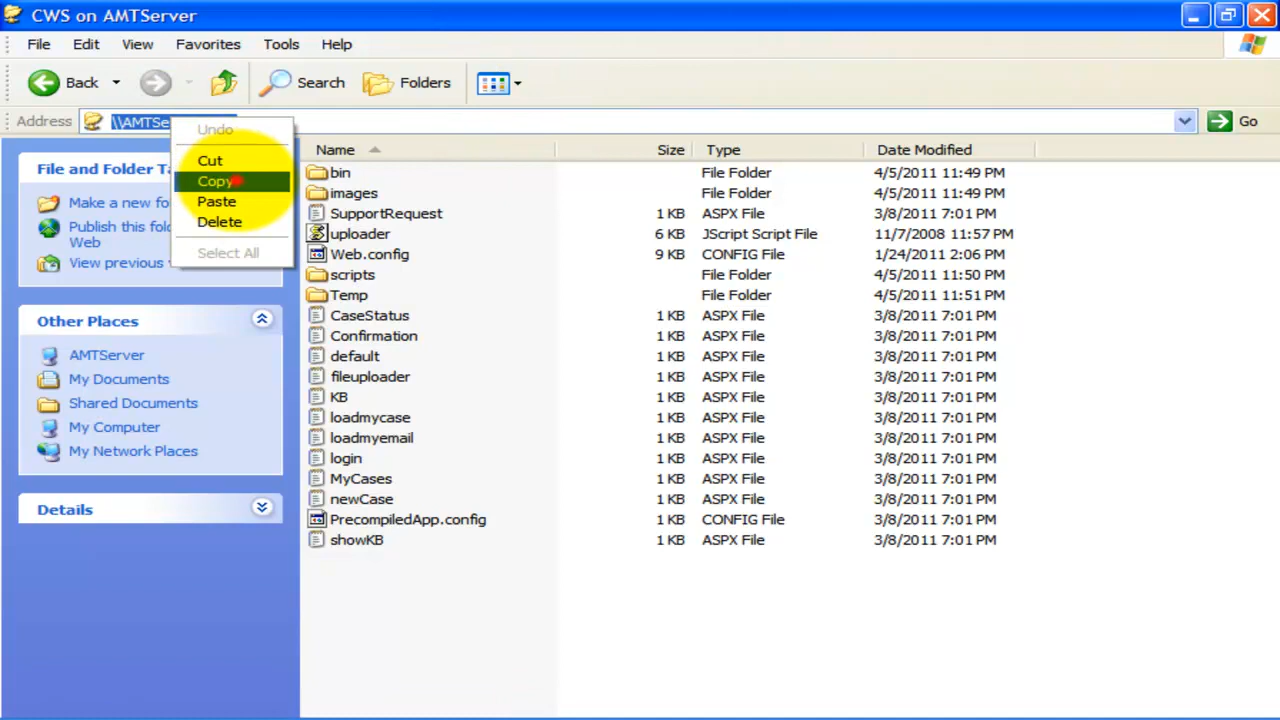 CWS on AMTServer
File Edit View Favorites Tools Help
Back Search Folders
Address \\AMTSe Go
Undo
Cut
Copy
Paste
Delete
Select All
File and Folder Ta
Make a new fo
Publish this fol
Web
View previous
Other Places
AMTServer
My Documents
Shared Documents
My Computer
My Network Places
Details
Name Size Type Date Modified
bin File Folder 4/5/2011 11:49 PM
images File Folder 4/5/2011 11:49 PM
SupportRequest 1 KB ASPX File 3/8/2011 7:01 PM
uploader 6 KB JScript Script File 11/7/2008 11:57 PM
Web.config 9 KB CONFIG File 1/24/2011 2:06 PM
scripts File Folder 4/5/2011 11:50 PM
Temp File Folder 4/5/2011 11:51 PM
CaseStatus 1 KB ASPX File 3/8/2011 7:01 PM
Confirmation 1 KB ASPX File 3/8/2011 7:01 PM
default 1 KB ASPX File 3/8/2011 7:01 PM
fileuploader 1 KB ASPX File 3/8/2011 7:01 PM
KB 1 KB ASPX File 3/8/2011 7:01 PM
loadmycase 1 KB ASPX File 3/8/2011 7:01 PM
loadmyemail 1 KB ASPX File 3/8/2011 7:01 PM
login 1 KB ASPX File 3/8/2011 7:01 PM
MyCases 1 KB ASPX File 3/8/2011 7:01 PM
newCase 1 KB ASPX File 3/8/2011 7:01 PM
PrecompiledApp.config 1 KB CONFIG File 3/8/2011 7:01 PM
showKB 1 KB ASPX File 3/8/2011 7:01 PM